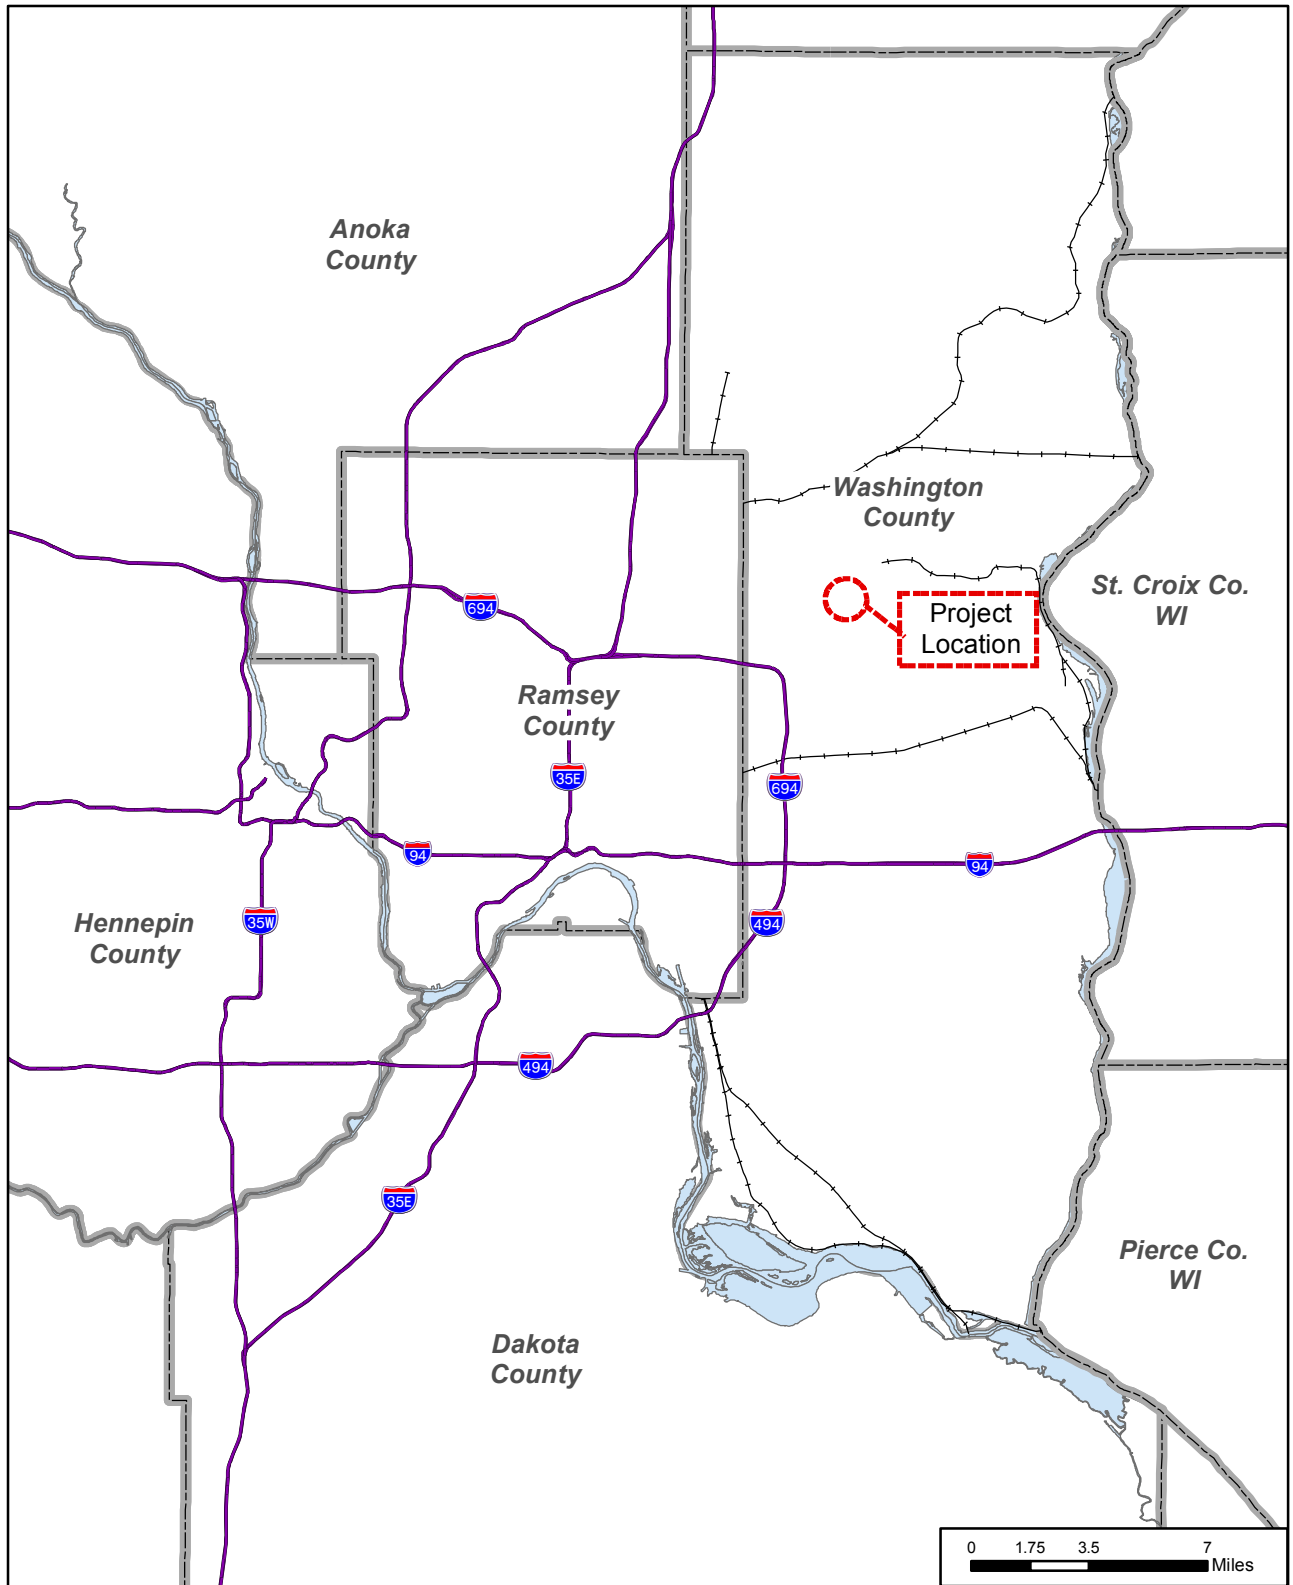 Anoka
County
Washington
County
St. Croix Co.
WI
Project
Location
694
Ramsey
County
35E
694
94
94
Hennepin
County
35W
494
494
35E
Pierce Co.
WI
Dakota
County
0 1.75 3.5 7
Miles